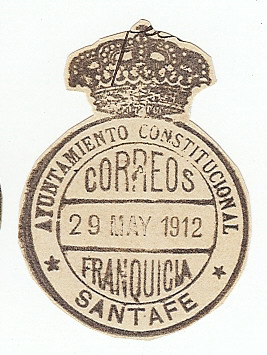 AYUNTAMIENTO CONSTITUCIONAL
CORREOS
29 MAY 1912
FRANQUICIA
SANTAFE